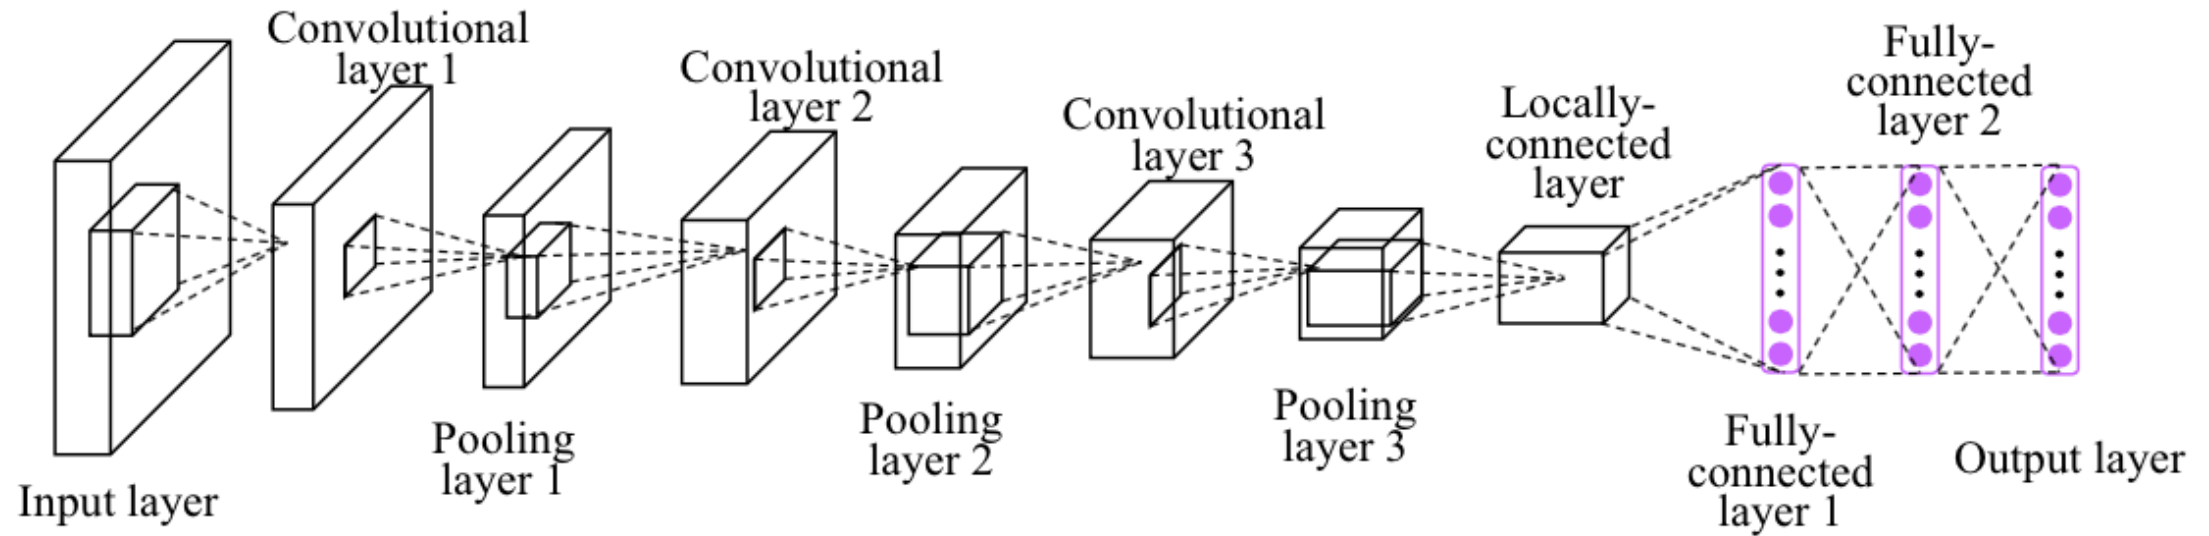 Convolutional
layer 1
Convolutional
layer 2
Convolutional
layer 3
Locally-
connected
layer
Fully-
connected
layer 2
Input layer
Pooling
layer 1
Pooling
layer 2
Pooling
layer 3
Fully-
connected
layer 1
Output layer